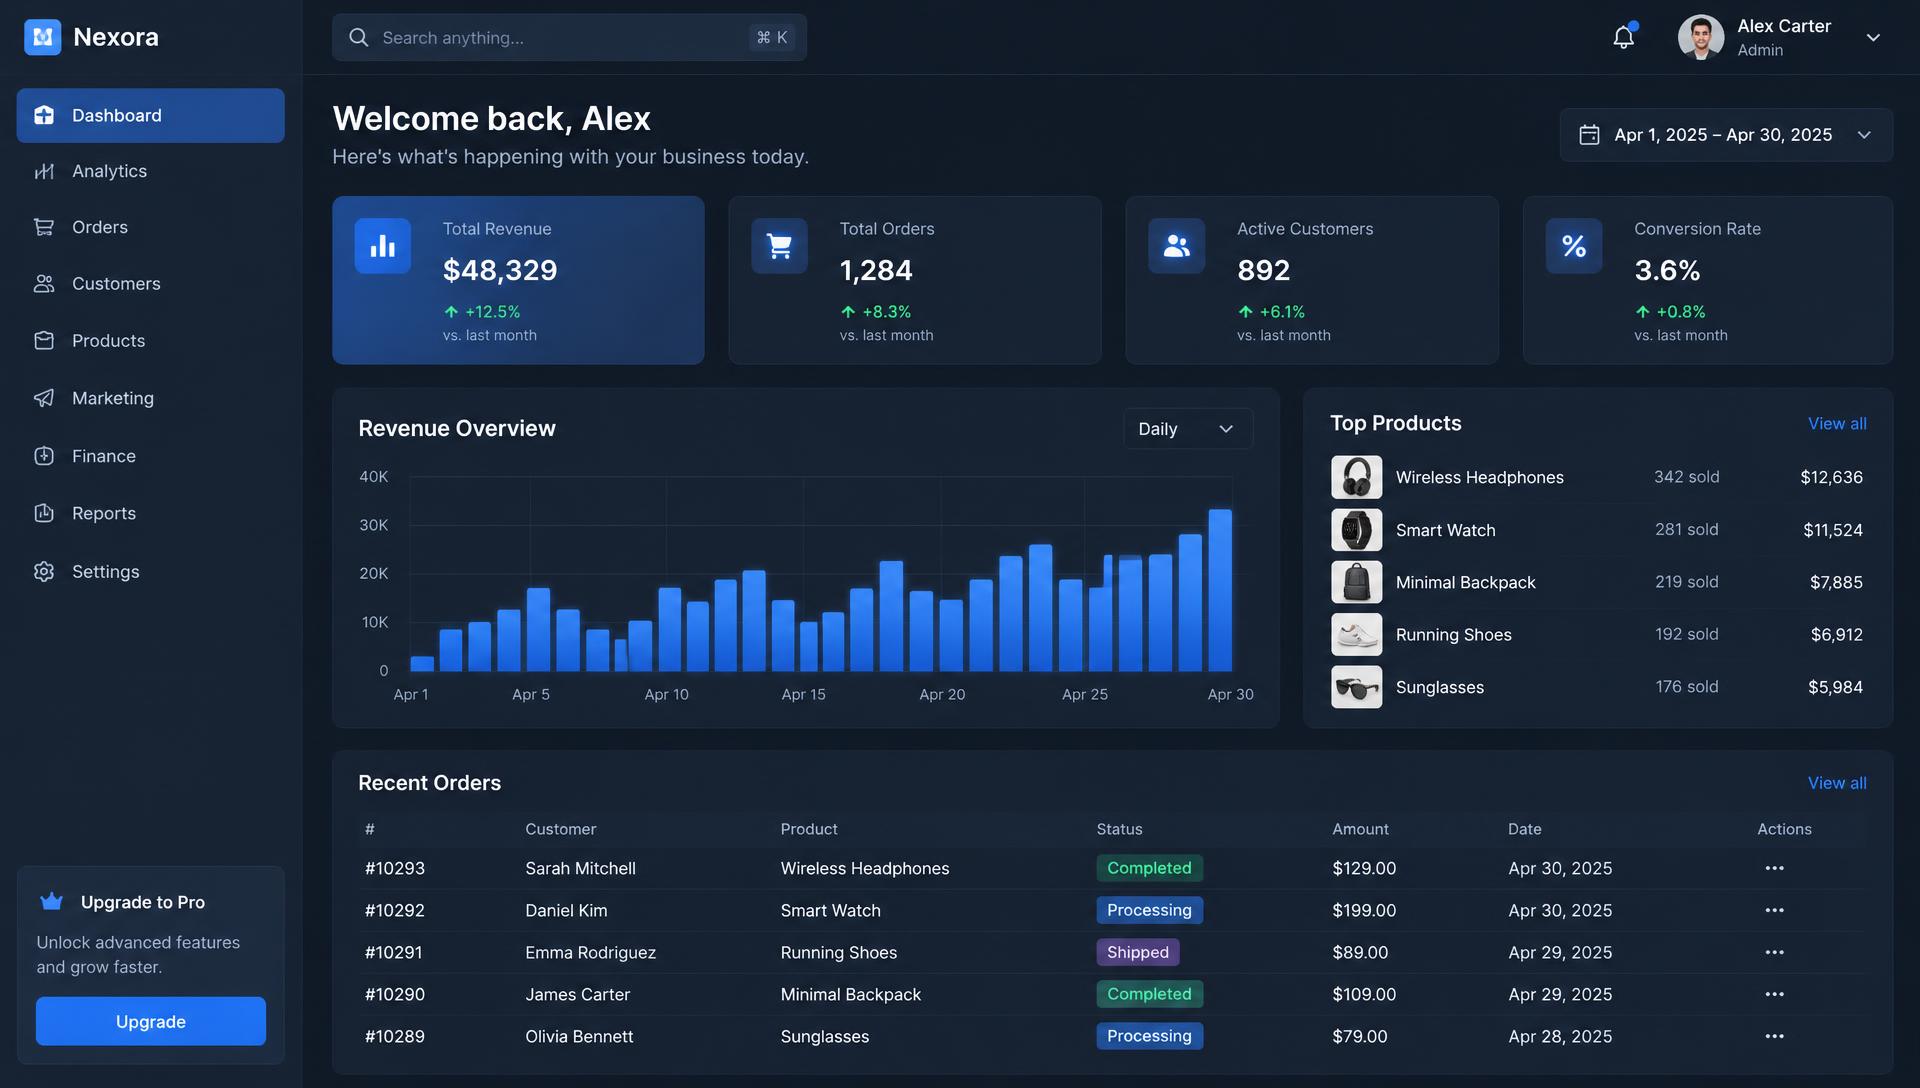 Nexora
Search anything...
⌘ K
Alex Carter
Admin
Dashboard
Analytics
Orders
Customers
Products
Marketing
Finance
Reports
Settings
Upgrade to Pro
Unlock advanced features
and grow faster.
Upgrade
Welcome back, Alex
Here's what's happening with your business today.
Apr 1, 2025 – Apr 30, 2025
Total Revenue
$48,329
+12.5%
vs. last month
Total Orders
1,284
+8.3%
vs. last month
Active Customers
892
+6.1%
vs. last month
%
Conversion Rate
3.6%
+0.8%
vs. last month
Revenue Overview
Daily
40K
30K
20K
10K
0
Apr 1 Apr 5 Apr 10 Apr 15 Apr 20 Apr 25 Apr 30
Top Products View all
Wireless Headphones 342 sold $12,636
Smart Watch 281 sold $11,524
Minimal Backpack 219 sold $7,885
Running Shoes 192 sold $6,912
Sunglasses 176 sold $5,984
Recent Orders View all
# Customer Product Status Amount Date Actions
#10293 Sarah Mitchell Wireless Headphones Completed $129.00 Apr 30, 2025 •••
#10292 Daniel Kim Smart Watch Processing $199.00 Apr 30, 2025 •••
#10291 Emma Rodriguez Running Shoes Shipped $89.00 Apr 29, 2025 •••
#10290 James Carter Minimal Backpack Completed $109.00 Apr 29, 2025 •••
#10289 Olivia Bennett Sunglasses Processing $79.00 Apr 28, 2025 •••